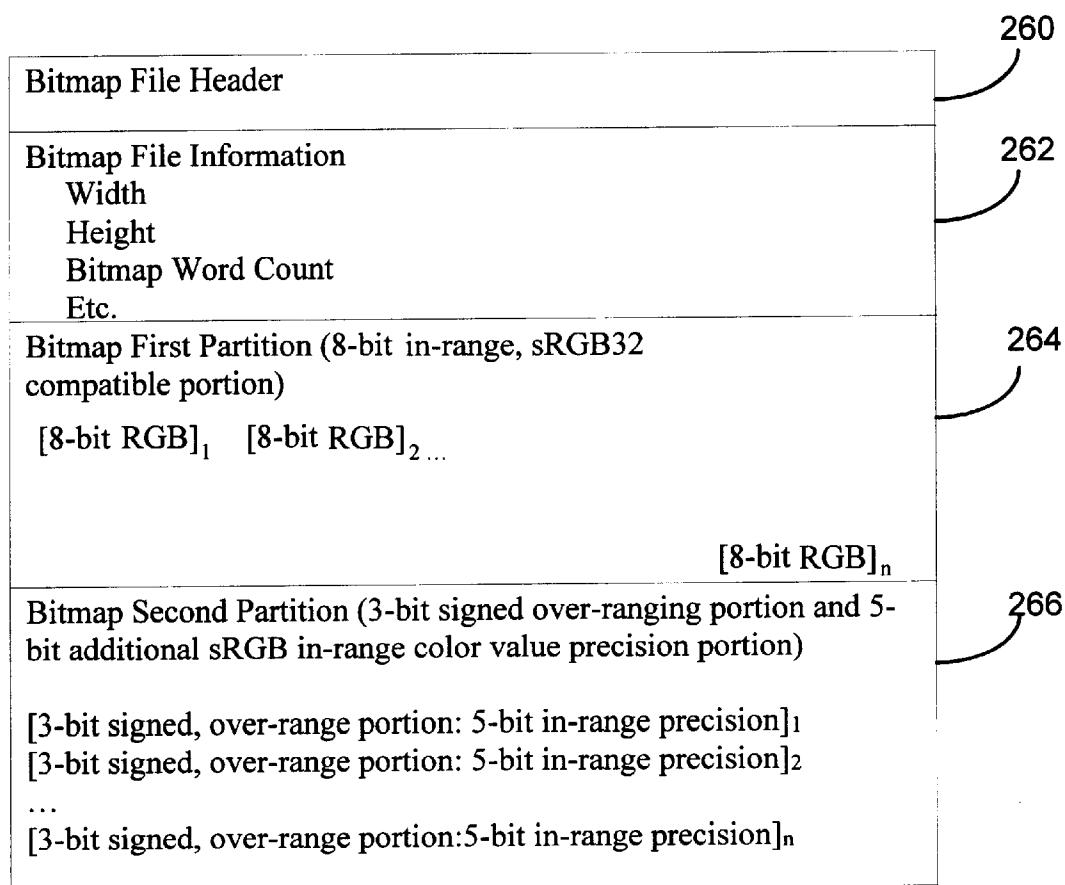 260
Bitmap File Header
262
Bitmap File Information
Width
Height
Bitmap Word Count
Etc.
264
Bitmap First Partition (8-bit in-range, sRGB32
compatible portion)
[8-bit RGB]1 [8-bit RGB]2 ...
[8-bit RGB]n
266
Bitmap Second Partition (3-bit signed over-ranging portion and 5-
bit additional sRGB in-range color value precision portion)
[3-bit signed, over-range portion: 5-bit in-range precision]1
[3-bit signed, over-range portion: 5-bit in-range precision]2
...
[3-bit signed, over-range portion:5-bit in-range precision]n